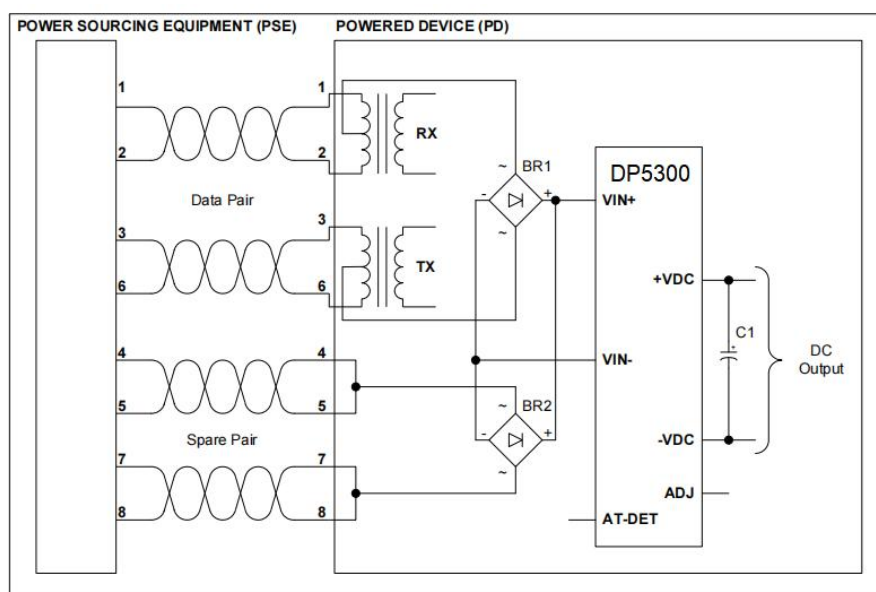 POWER SOURCING EQUIPMENT (PSE)
POWERED DEVICE (PD)
1
1
2
2
RX
Data Pair
3
3
6
6
TX
4
4
5
5
Spare Pair
7
7
8
8
~
BR1
-
+
~
~
BR2
-
+
~
DP5300
VIN+
+VDC
VIN-
-VDC
ADJ
AT-DET
C1
+
DC
Output